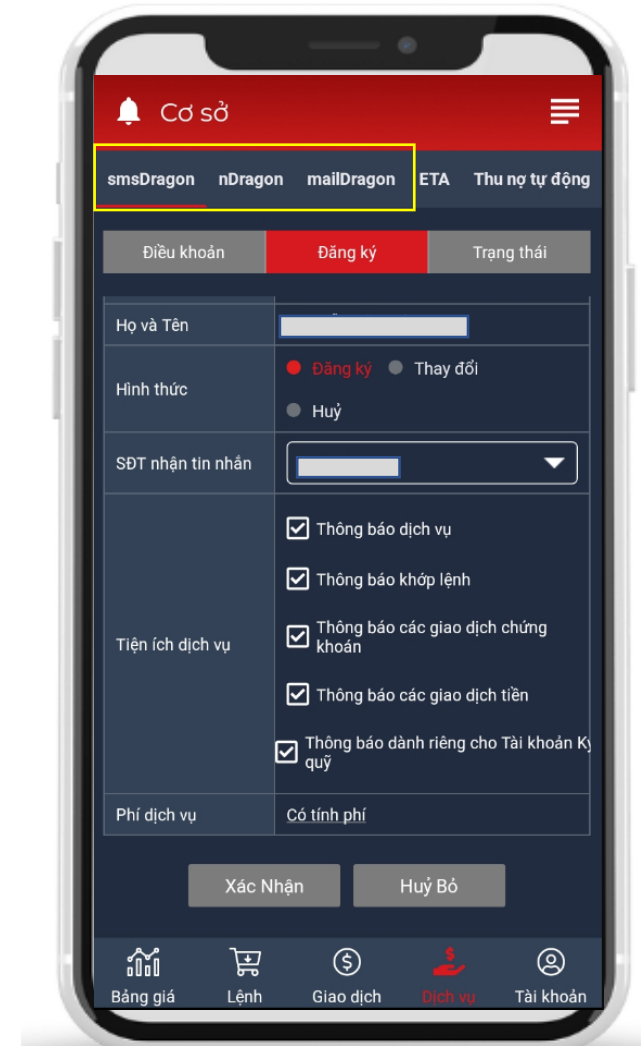 Cơ sở
smsDragon nDragon mailDragon ETA Thu nợ tự động
Điều khoản Đăng ký Trạng thái
Họ và Tên
Hình thức
Đăng ký Thay đổi
Huỷ
SĐT nhận tin nhắn
Tiện ích dịch vụ
Thông báo dịch vụ
Thông báo khớp lệnh
Thông báo các giao dịch chứng
khoán
Thông báo các giao dịch tiền
Thông báo dành riêng cho Tài khoản Ký
quỹ
Phí dịch vụ Có tính phí
Xác Nhận Huỷ Bỏ
Bảng giá Lệnh Giao dịch Dịch vụ Tài khoản